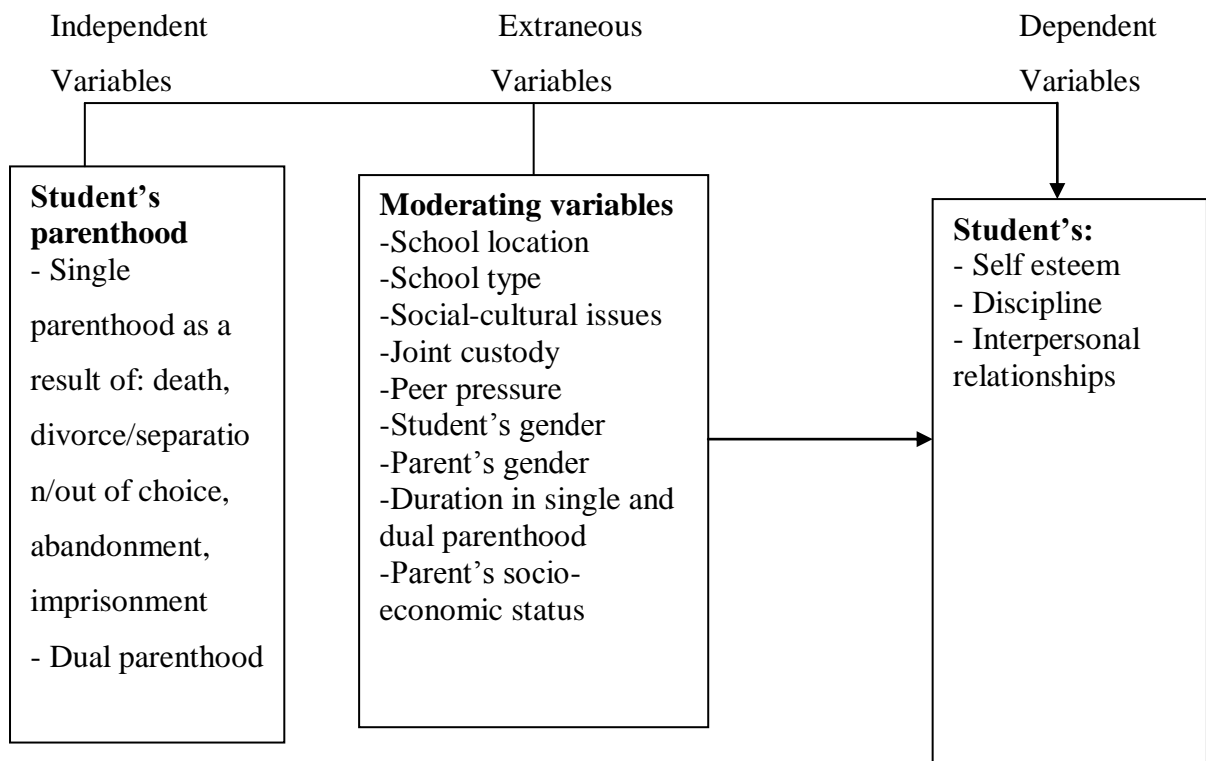 Independent Extraneous Dependent
Variables Variables Variables
Student’s
parenthood
- Single
parenthood as a
result of: death,
divorce/separatio
n/out of choice,
abandonment,
imprisonment
- Dual parenthood
Moderating variables
-School location
-School type
-Social-cultural issues
-Joint custody
-Peer pressure
-Student’s gender
-Parent’s gender
-Duration in single and
dual parenthood
-Parent’s socio-
economic status
Student’s:
- Self esteem
- Discipline
- Interpersonal
relationships